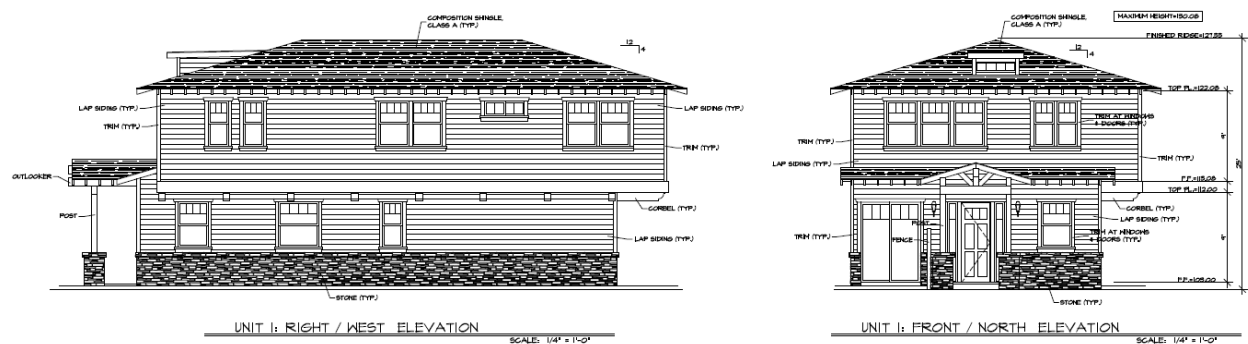 COMPOSITION SHINGLE,
CLASS A (TYP.)
12
4
LAP SIDING (TYP.)
TRIM (TYP.)
LAP SIDING (TYP.)
TRIM (TYP.)
OUTLOOKER
POST
CORBEL (TYP.)
LAP SIDING (TYP.)
STONE (TYP.)
UNIT 1: RIGHT / WEST ELEVATION
SCALE: 1/4" = 1'-0"
COMPOSITION SHINGLE,
CLASS A (TYP.)
MAXIMUM HEIGHT=130.08
FINISHED RIDGE=127.55
12
4
TOP PL.=122.08
TRIM AT WINDOWS
& DOORS (TYP.)
9'
25'
TRIM (TYP.)
LAP SIDING (TYP.)
TRIM (TYP.)
F.F.=113.08
TOP PL.=112.00
CORBEL (TYP.)
LAP SIDING (TYP.)
POST
TRIM (TYP.)
FENCE
TRIM AT WINDOWS
& DOORS (TYP.)
9'
F.F.=103.00
STONE (TYP.)
UNIT 1: FRONT / NORTH ELEVATION
SCALE: 1/4" = 1'-0"